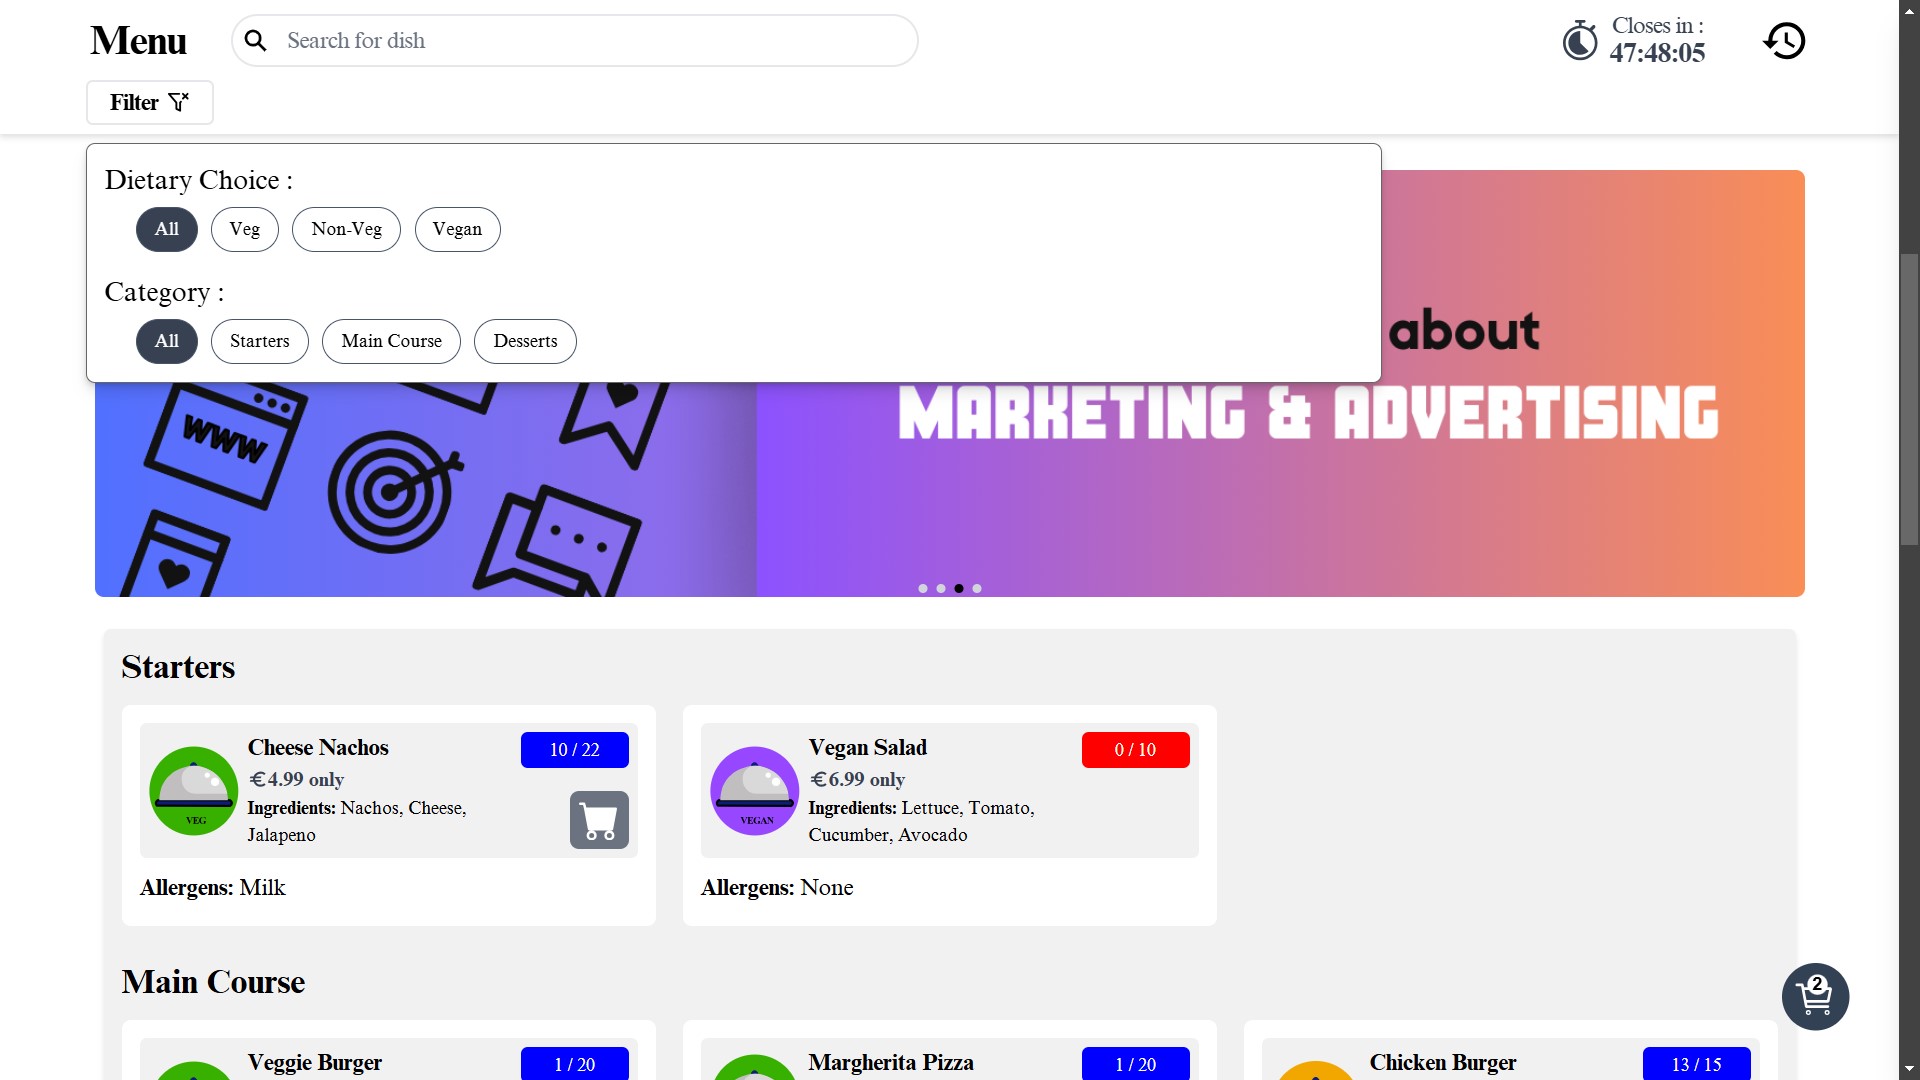 Menu
Search for dish
Closes in :
47:48:05
Filter
Dietary Choice :
All
Veg
Non-Veg
Vegan
Category :
All
Starters
Main Course
Desserts
about
MARKETING & ADVERTISING
WWW
Starters
Cheese Nachos
10 / 22
€4.99 only
Ingredients: Nachos, Cheese,
Jalapeno
VEG
Allergens: Milk
Vegan Salad
0 / 10
€6.99 only
Ingredients: Lettuce, Tomato,
Cucumber, Avocado
VEGAN
Allergens: None
Main Course
2
Veggie Burger
1 / 20
Margherita Pizza
1 / 20
Chicken Burger
13 / 15